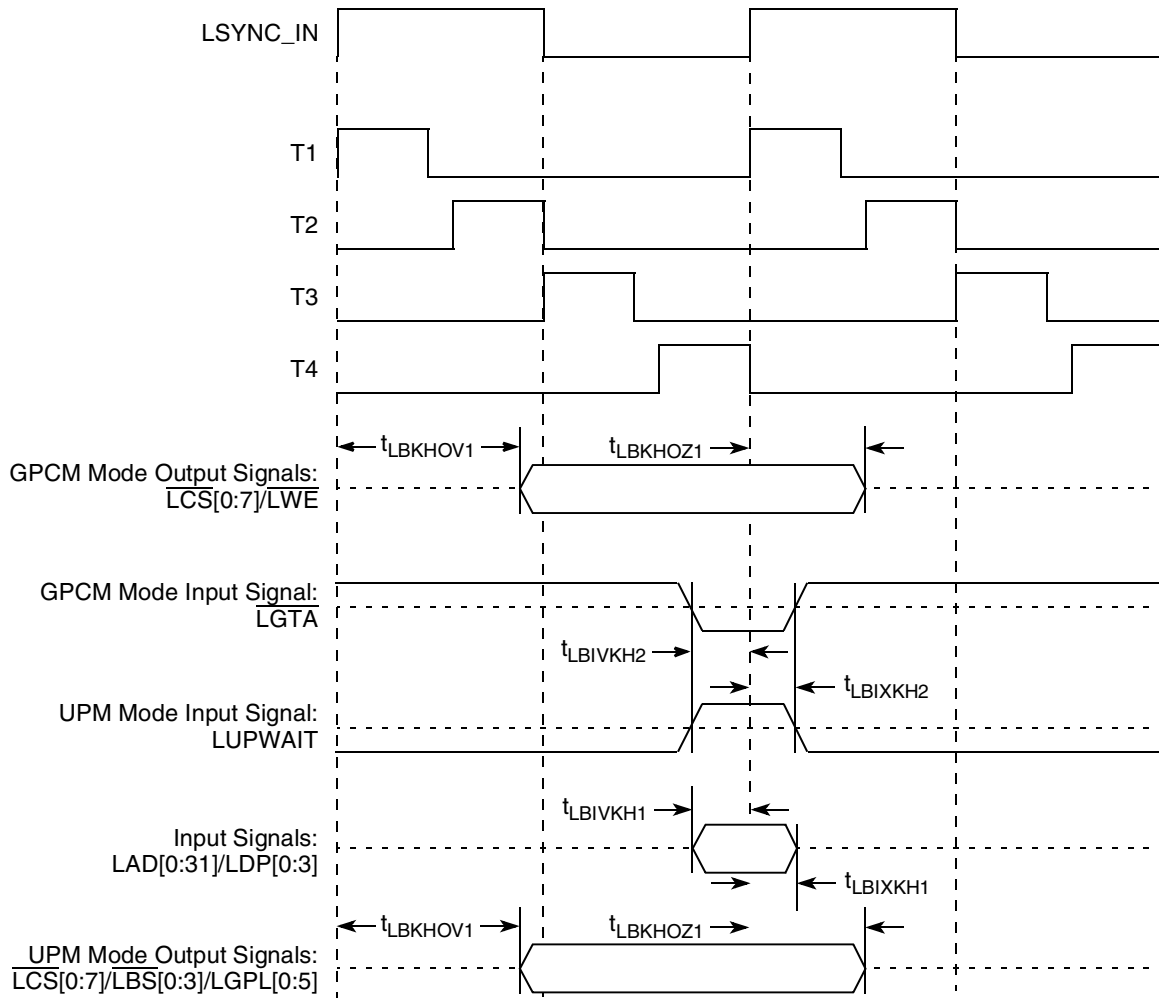 LSYNC_IN
T1
T2
T3
T4
tLBKHOV1
tLBKHOZ1
GPCM Mode Output Signals:
LCS[0:7]/LWE
GPCM Mode Input Signal:
LGTA
tLBIVKH2
tLBIXKH2
UPM Mode Input Signal:
LUPWAIT
tLBIVKH1
Input Signals:
LAD[0:31]/LDP[0:3]
tLBIXKH1
tLBKHOV1
tLBKHOZ1
UPM Mode Output Signals:
LCS[0:7]/LBS[0:3]/LGPL[0:5]